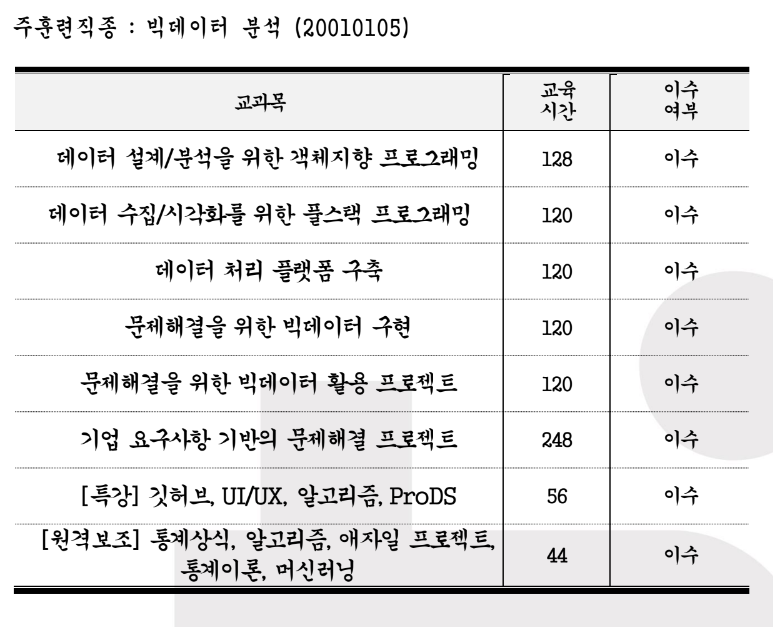 주훈련직종 : 빅데이터 분석 (20010105)
교과목 교육 시간 이수 여부
데이터 설계/분석을 위한 객체지향 프로그래밍 128 이수
데이터 수집/시각화를 위한 풀스택 프로그래밍 120 이수
데이터 처리 플랫폼 구축 120 이수
문제해결을 위한 빅데이터 구현 120 이수
문제해결을 위한 빅데이터 활용 프로젝트 120 이수
기업 요구사항 기반의 문제해결 프로젝트 248 이수
[특강] 깃허브, UI/UX, 알고리즘, ProDS 56 이수
[원격보조] 통계상식, 알고리즘, 애자일 프로젝트,
통계이론, 머신러닝 44 이수